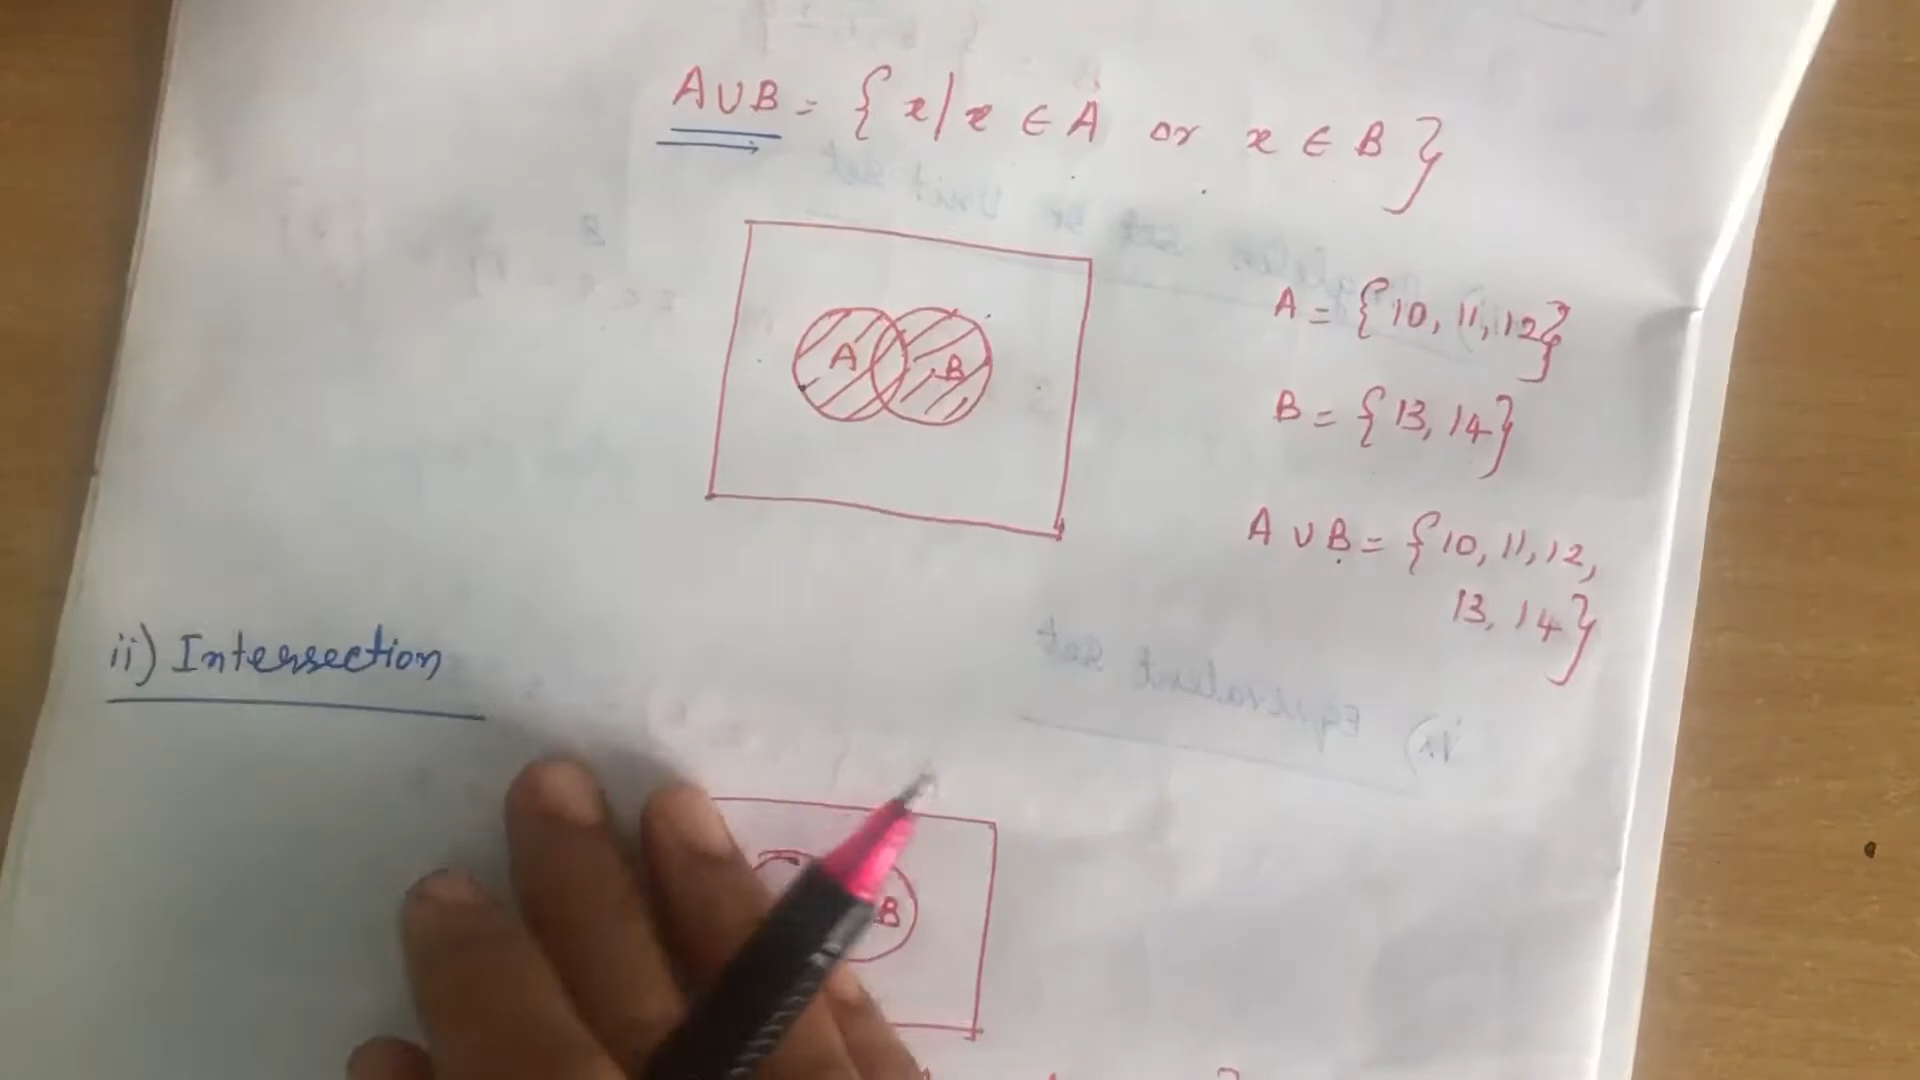 A∪B = {x/x ∈ A or x ∈ B}
A B
A = {10, 11, 12}
B = {13, 14}
A ∪ B = {10, 11, 12,
13, 14}
ii) Intersection
B